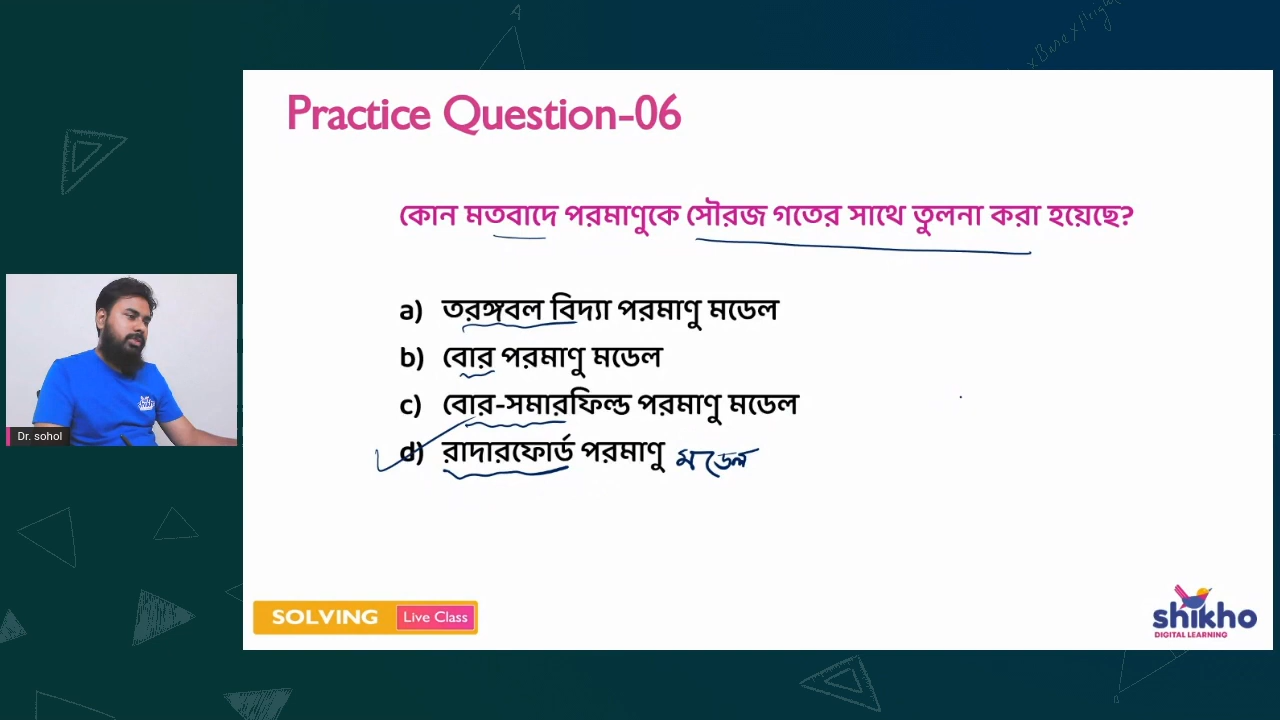 A
xBasexHeigh
Practice Question-06
কোন মতবাদে পরমাণুকে সৌরজ গতের সাথে তুলনা করা হয়েছে?
a) তরঙ্গবল বিদ্যা পরমাণু মডেল
b) বোর পরমাণু মডেল
c) বোর-সমারফিল্ড পরমাণু মডেল
d) রাদারফোর্ড পরমাণু মডেল
Dr. sohol
SOLVING Live Class
shikho
DIGITAL LEARNING
B